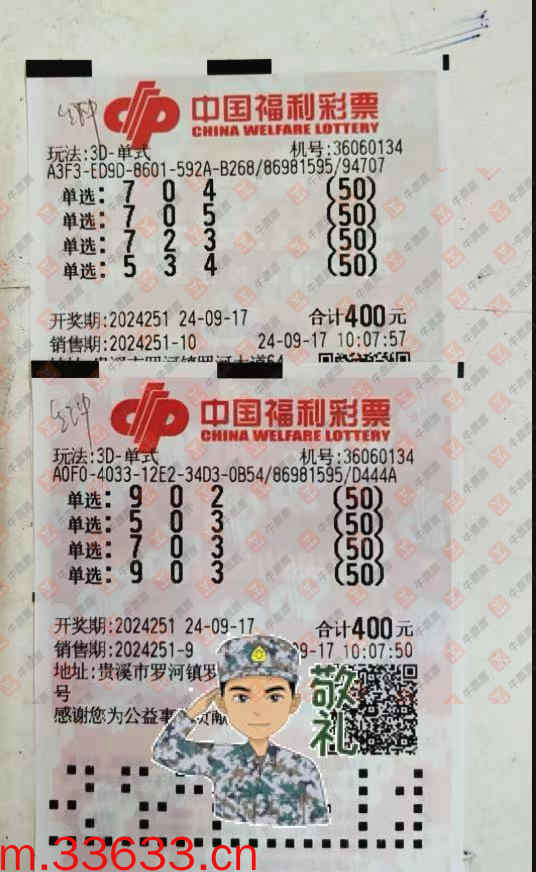 中国福利彩票
CHINA WELFARE LOTTERY
玩法:3D-单式 机号:36060134
A3F3-ED9D-8601-592A-B268/86981595/94707
单选: 7 0 4 (50)
单选: 7 0 5 (50)
单选: 7 2 3 (50)
单选: 5 3 4 (50)
开奖期:2024251 24-09-17 合计400元
销售期:2024251-10 24-09-17 10:07:57
中国福利彩票
CHINA WELFARE LOTTERY
玩法:3D-单式 机号:36060134
A0F0-4033-12E2-34D3-0B54/86981595/D444A
单选: 9 0 2 (50)
单选: 5 0 3 (50)
单选: 7 0 3 (50)
单选: 9 0 3 (50)
开奖期:2024251 24-09-17 合计400元
销售期:2024251-9 09-17 10:07:50
地址:贵溪市罗河镇罗
号
感谢您为公益事
敬礼
m.33633.cn